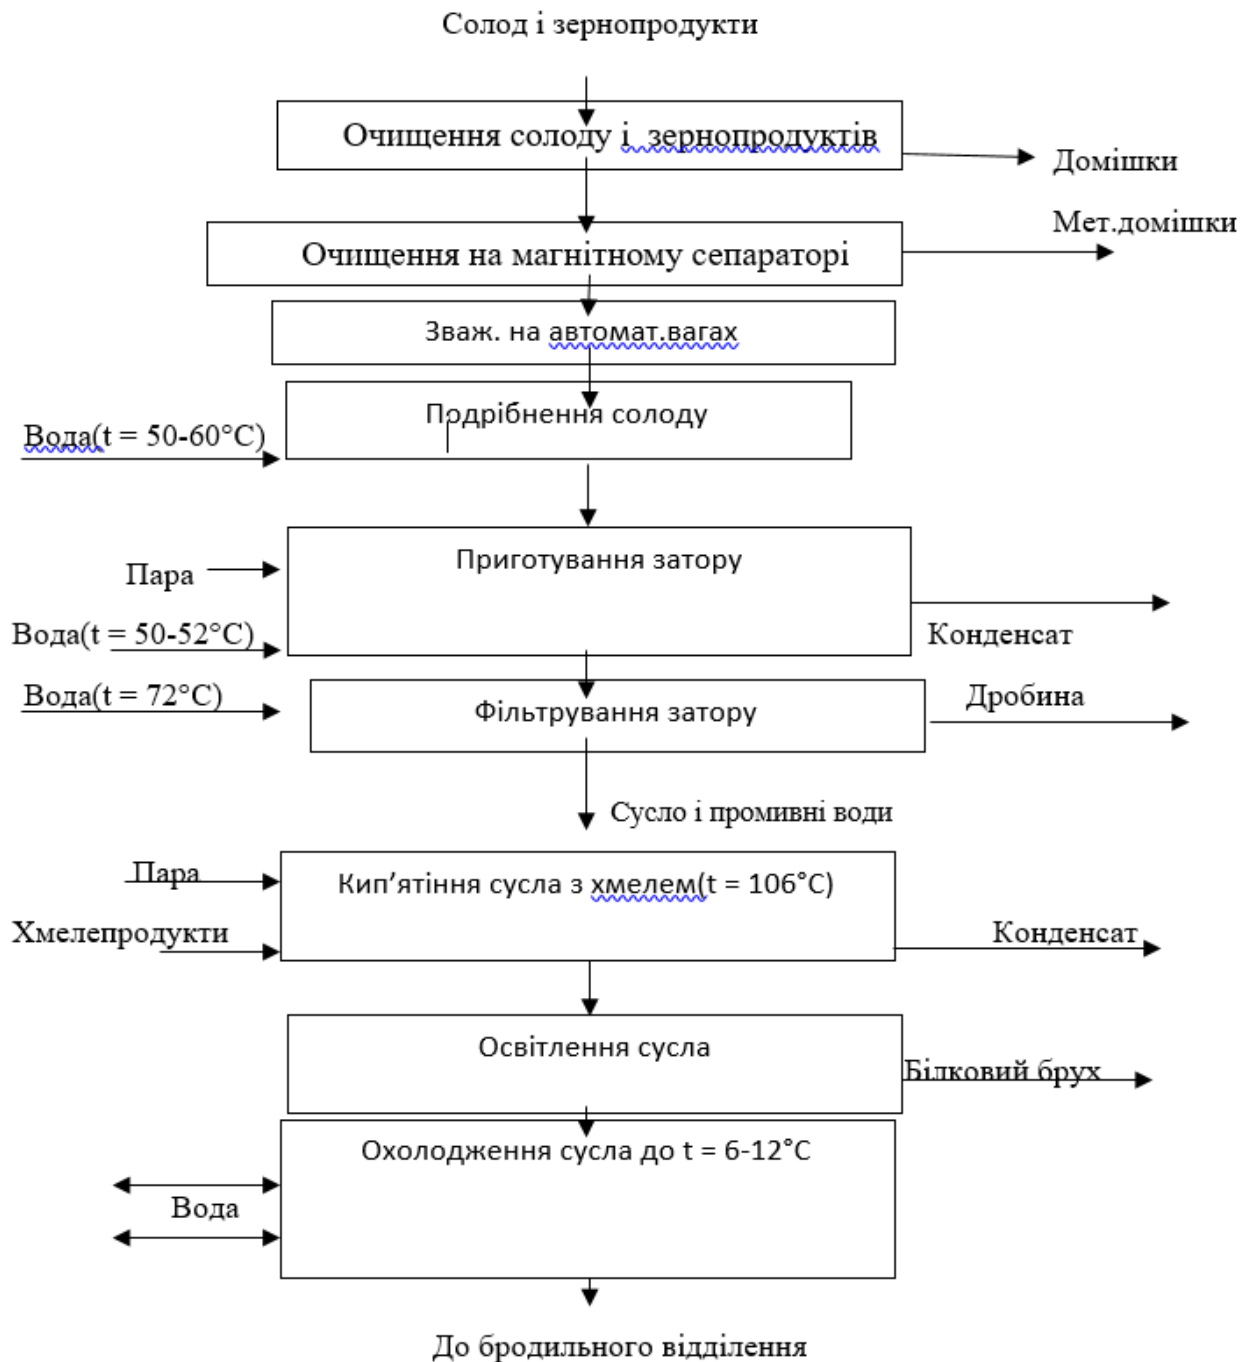 Солод і зернопродукти
Очищення солоду і зернопродуктів
Домішки
Мет.домішки
Очищення на магнітному сепараторі
Зваж. на автомат.вагах
Подрібнення солоду
Вода(t = 50-60°C)
Приготування затору
Пара
Вода(t = 50-52°C)
Конденсат
Вода(t = 72°C)
Фільтрування затору
Дробина
Сусло і промивні води
Пара
Кип’ятіння сусла з хмелем(t = 106°C)
Хмелепродукти
Конденсат
Освітлення сусла
Білковий брух
Охолодження сусла до t = 6-12°C
Вода
До бродильного відділення